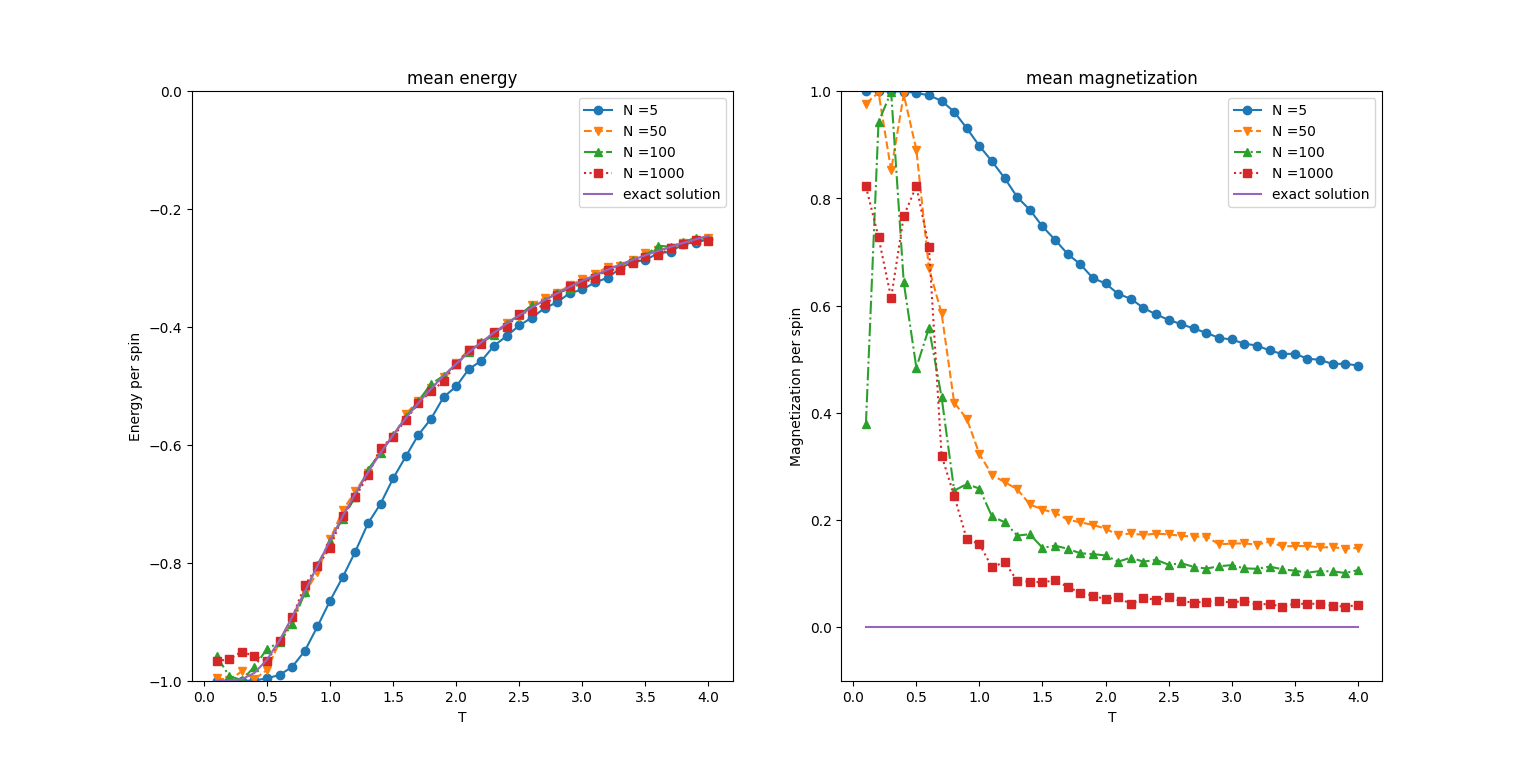 mean energy
Energy per spin
0.0
−0.2
−0.4
−0.6
−0.8
−1.0
0.0 0.5 1.0 1.5 2.0 2.5 3.0 3.5 4.0
T
N =5
N =50
N =100
N =1000
exact solution
mean magnetization
Magnetization per spin
1.0
0.8
0.6
0.4
0.2
0.0
0.0 0.5 1.0 1.5 2.0 2.5 3.0 3.5 4.0
T
N =5
N =50
N =100
N =1000
exact solution